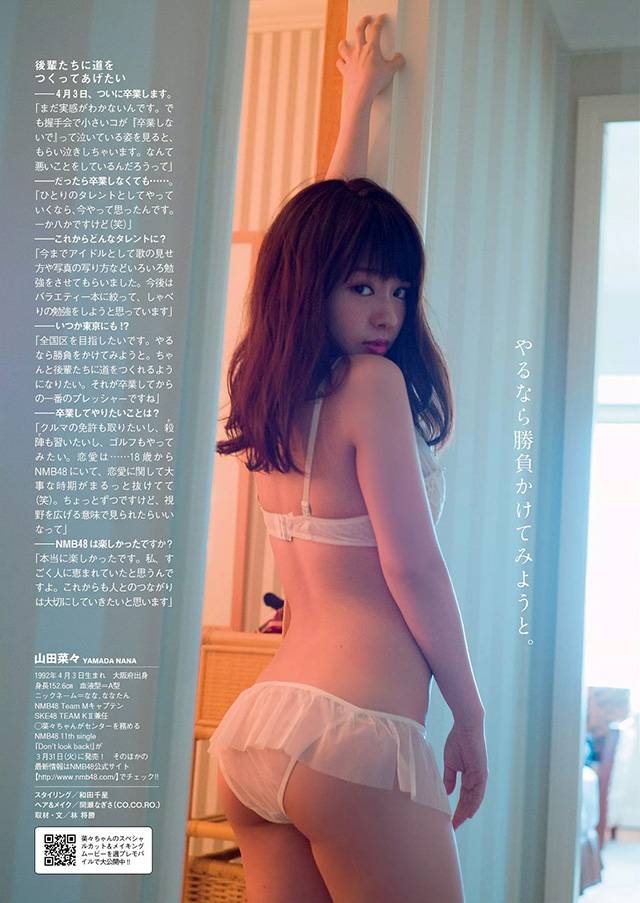 後輩たちに道を
つくってあげたい
――4月3日、ついに卒業します。
「まだ実感がわかないんです。で
も握手会で小さいコが『卒業しな
いで』って泣いている姿を見ると、
もらい泣きしちゃいます。なんて
悪いことをしているんだろうって」
――だったら卒業しなくても……。
「ひとりのタレントとしてやって
いくなら、今やって思ったんです。
一か八かですけど(笑)」
――これからどんなタレントに?
「今までアイドルとして歌の見せ
方や写真の写り方などいろいろ勉
強をさせてもらいました。今後は
バラエティー本に絞って、しゃべ
りの勉強をしようと思っています」
――いつか東京にも!?
「全国区を目指したいです。やる
なら勝負をかけてみようと。ちゃ
んと後輩たちに道をつくれるよう
になりたい。それが卒業してから
の一番のプレッシャーですね」
――卒業してやりたいことは?
「クルマの免許も取りたいし、殺
陣も習いたいし、ゴルフもやって
みたい。恋愛は……18歳から
NMB48にいて、恋愛に関して大
事な時期がまるっと抜けてて
(笑)。ちょっとずつですけど、視
野を広げる意味で見られたらいい
なって」
――NMB48は楽しかったですか?
「本当に楽しかったです。私、す
ごく人に恵まれていたと思うんで
すよ。これからも人とのつながり
は大切にしていきたいと思います」
やるなら勝負かけてみようと。
山田菜々 YAMADA NANA
1992年4月3日生まれ 大阪府出身
身長152.6cm 血液型=A型
ニックネーム=なな、ななたん
NMB48 Team Mキャプテン
SKE48 TEAM KⅡ兼任
◯菜々ちゃんがセンターを務める
NMB48 11th single
『Don't look back!』が
3月31日(火)に発売! そのほかの
最新情報はNMB48公式サイト
【http://www.nmb48.com/】でチェック!!
スタイリング/和田千星
ヘア&メイク/間瀬なぎさ(CO.CO.RO.)
取材・文/林 将勝
菜々ちゃんのスペシャ
ルカット&メイキング
ムービーを週プレモバ
イルで大公開中!!